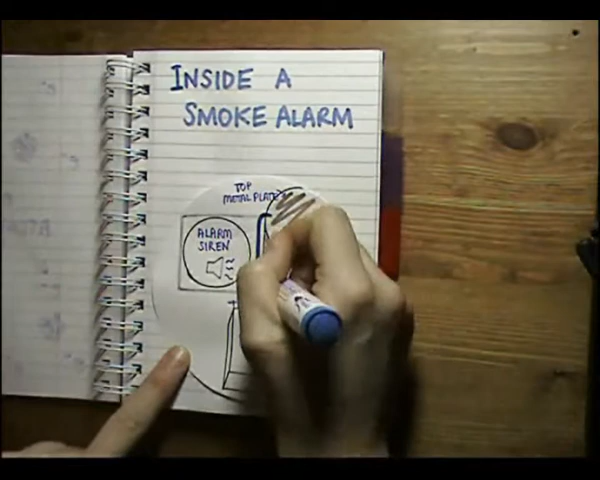 INSIDE A
SMOKE ALARM
TOP
METAL PLATE
ALARM
SIREN